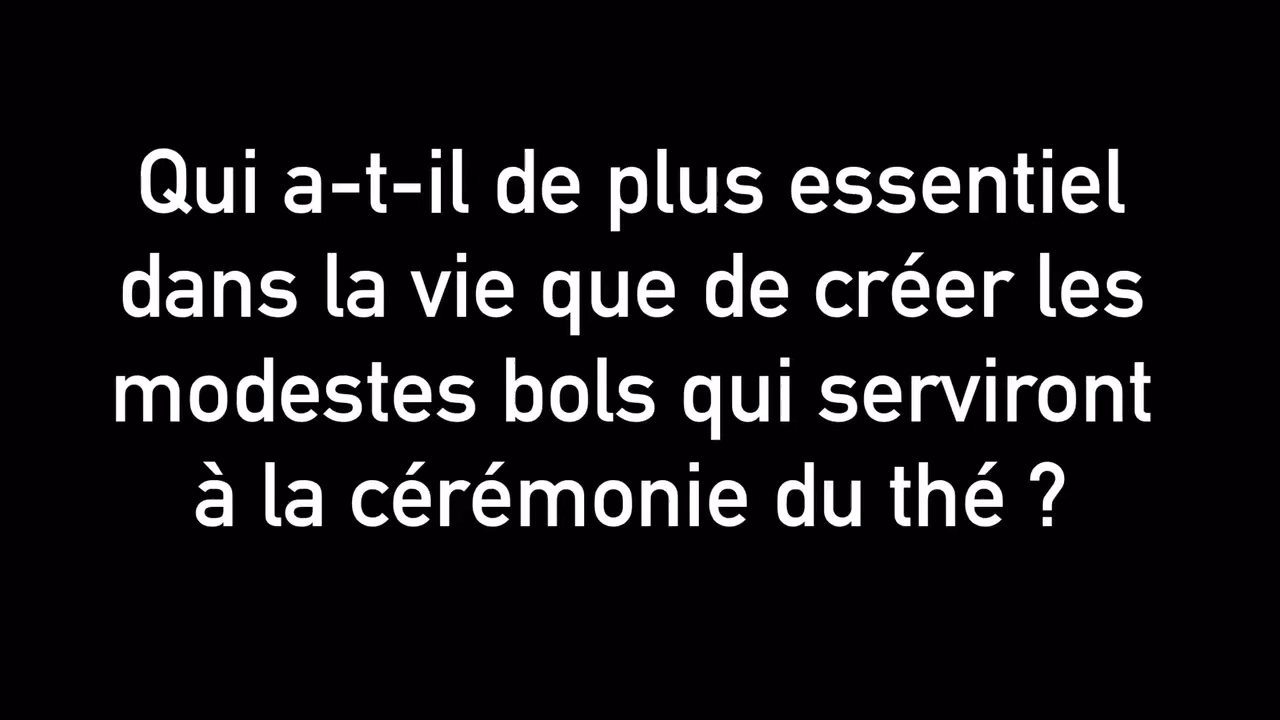 Qui a-t-il de plus essentiel
dans la vie que de créer les
modestes bols qui serviront
à la cérémonie du thé ?